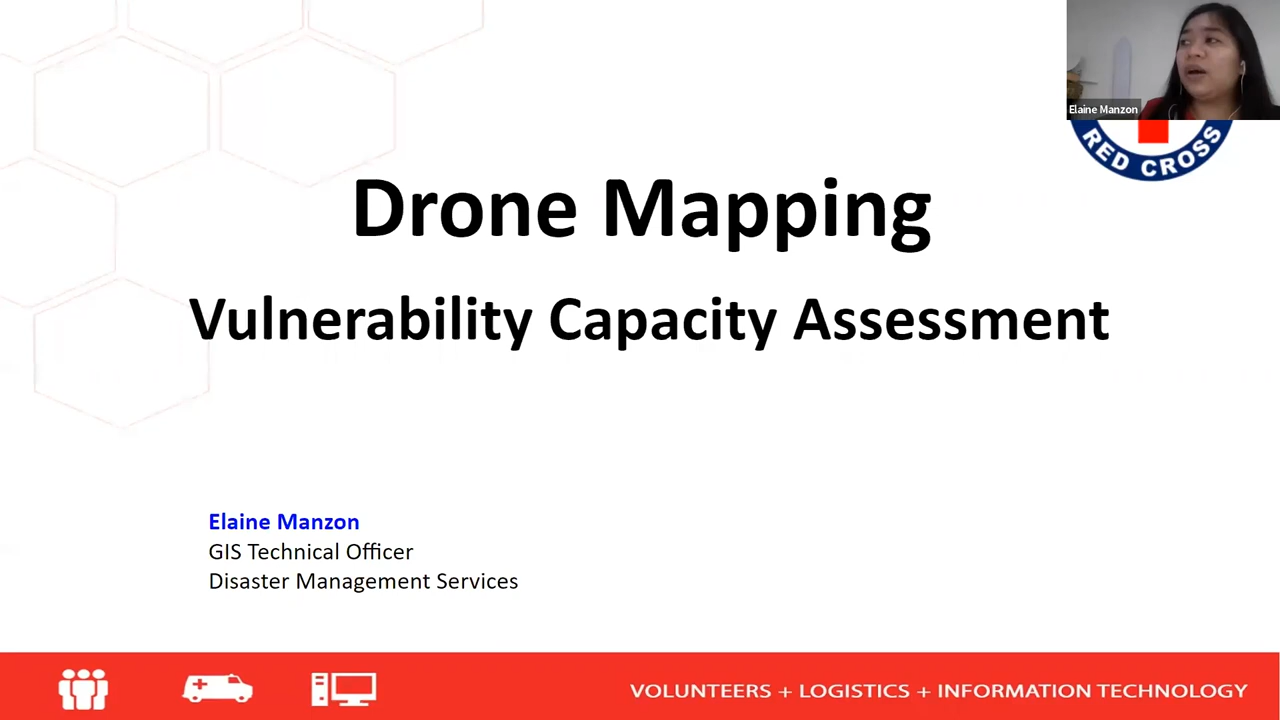 Elaine Manzon
RED CROSS
Drone Mapping
Vulnerability Capacity Assessment
Elaine Manzon
GIS Technical Officer
Disaster Management Services
VOLUNTEERS + LOGISTICS + INFORMATION TECHNOLOGY